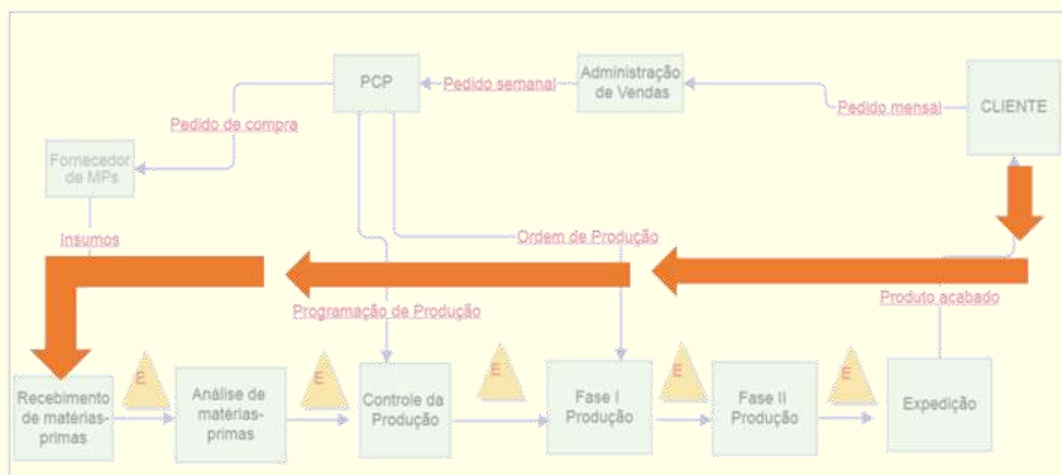 PCP
Pedido semanal
Administração
de Vendas
Pedido mensal
CLIENTE
Pedido de compra
Fornecedor
de MPs
Insumos
Ordem de Produção
Programação de Produção
Produto acabado
Recebimento
de matérias-
primas
E
Análise de
matérias-
primas
E
Controle da
Produção
E
Fase I
Produção
E
Fase II
Produção
E
Expedição